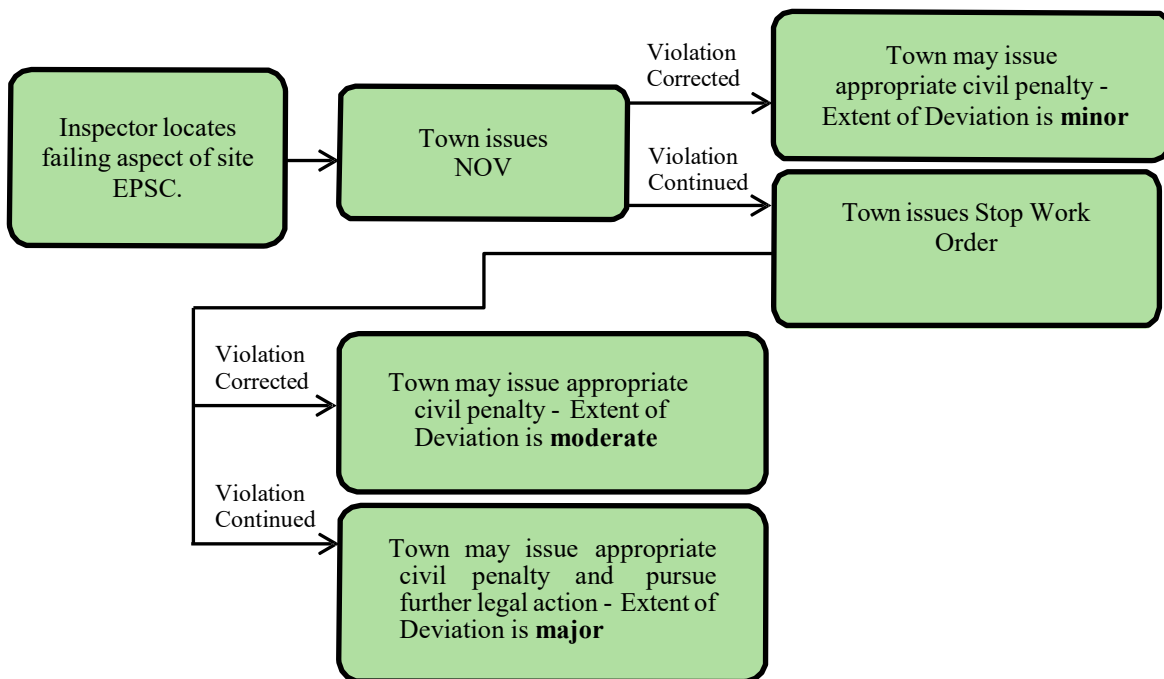 Inspector locates
failing aspect of site
EPSC.
Town issues
NOV
Violation
Corrected
Town may issue
appropriate civil penalty -
Extent of Deviation is minor
Violation
Continued
Town issues Stop Work
Order
Violation
Corrected
Town may issue appropriate
civil penalty - Extent of
Deviation is moderate
Violation
Continued
Town may issue appropriate
civil penalty and pursue
further legal action - Extent of
Deviation is major